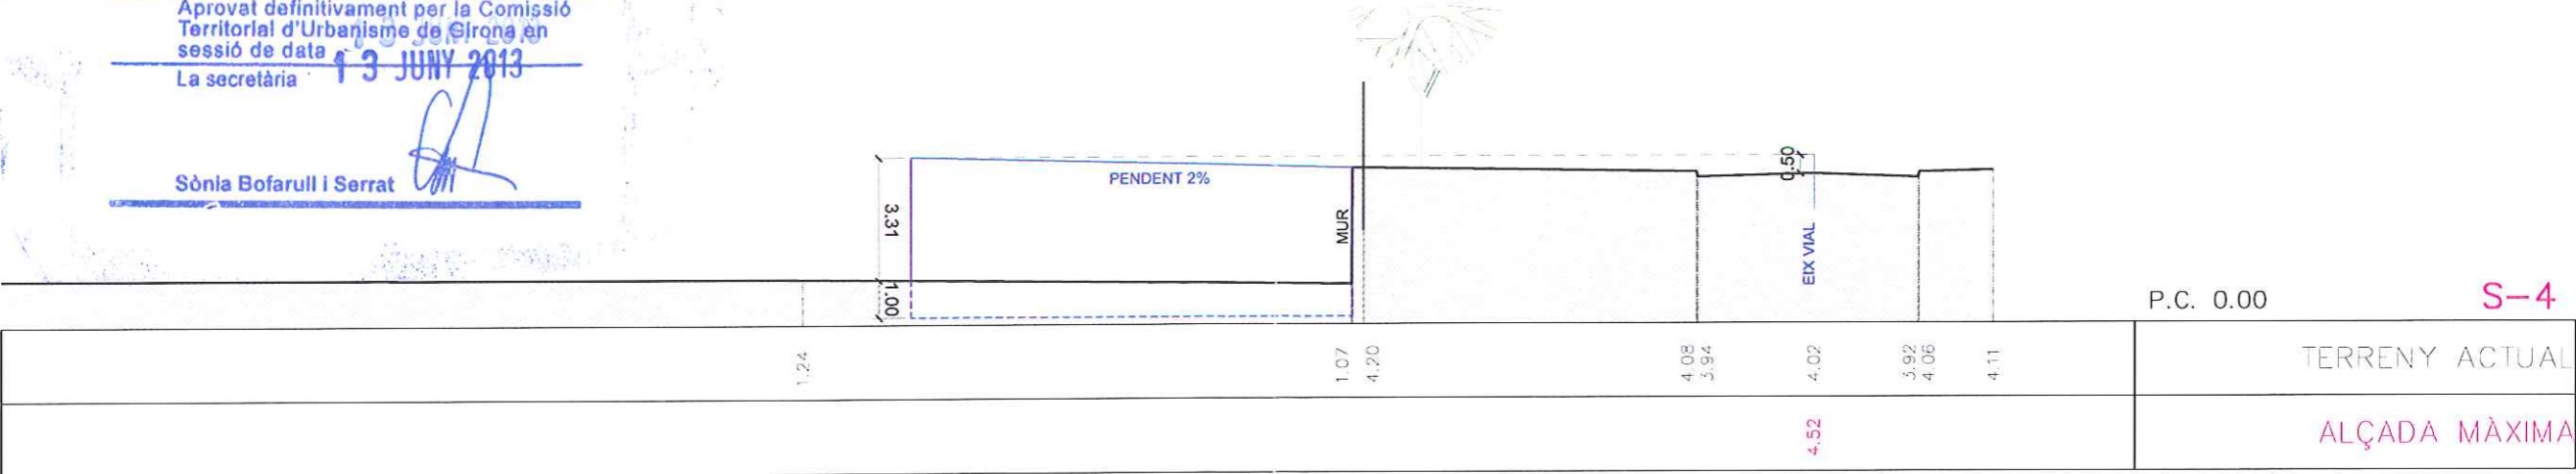 Aprovat definitivament per la Comissió
Territorial d'Urbanisme de Girona en
sessió de data 13 JUNY 2013
La secretària
Sònia Bofarull i Serrat
PENDENT 2%
3.31
1.00
MUR
0.50
EIX VIAL
P.C. 0.00
S-4
1.24
1.07
4.20
4.08
3.94
4.02
3.92
4.06
4.11
TERRENY ACTUAL
4.52
ALÇADA MÀXIMA